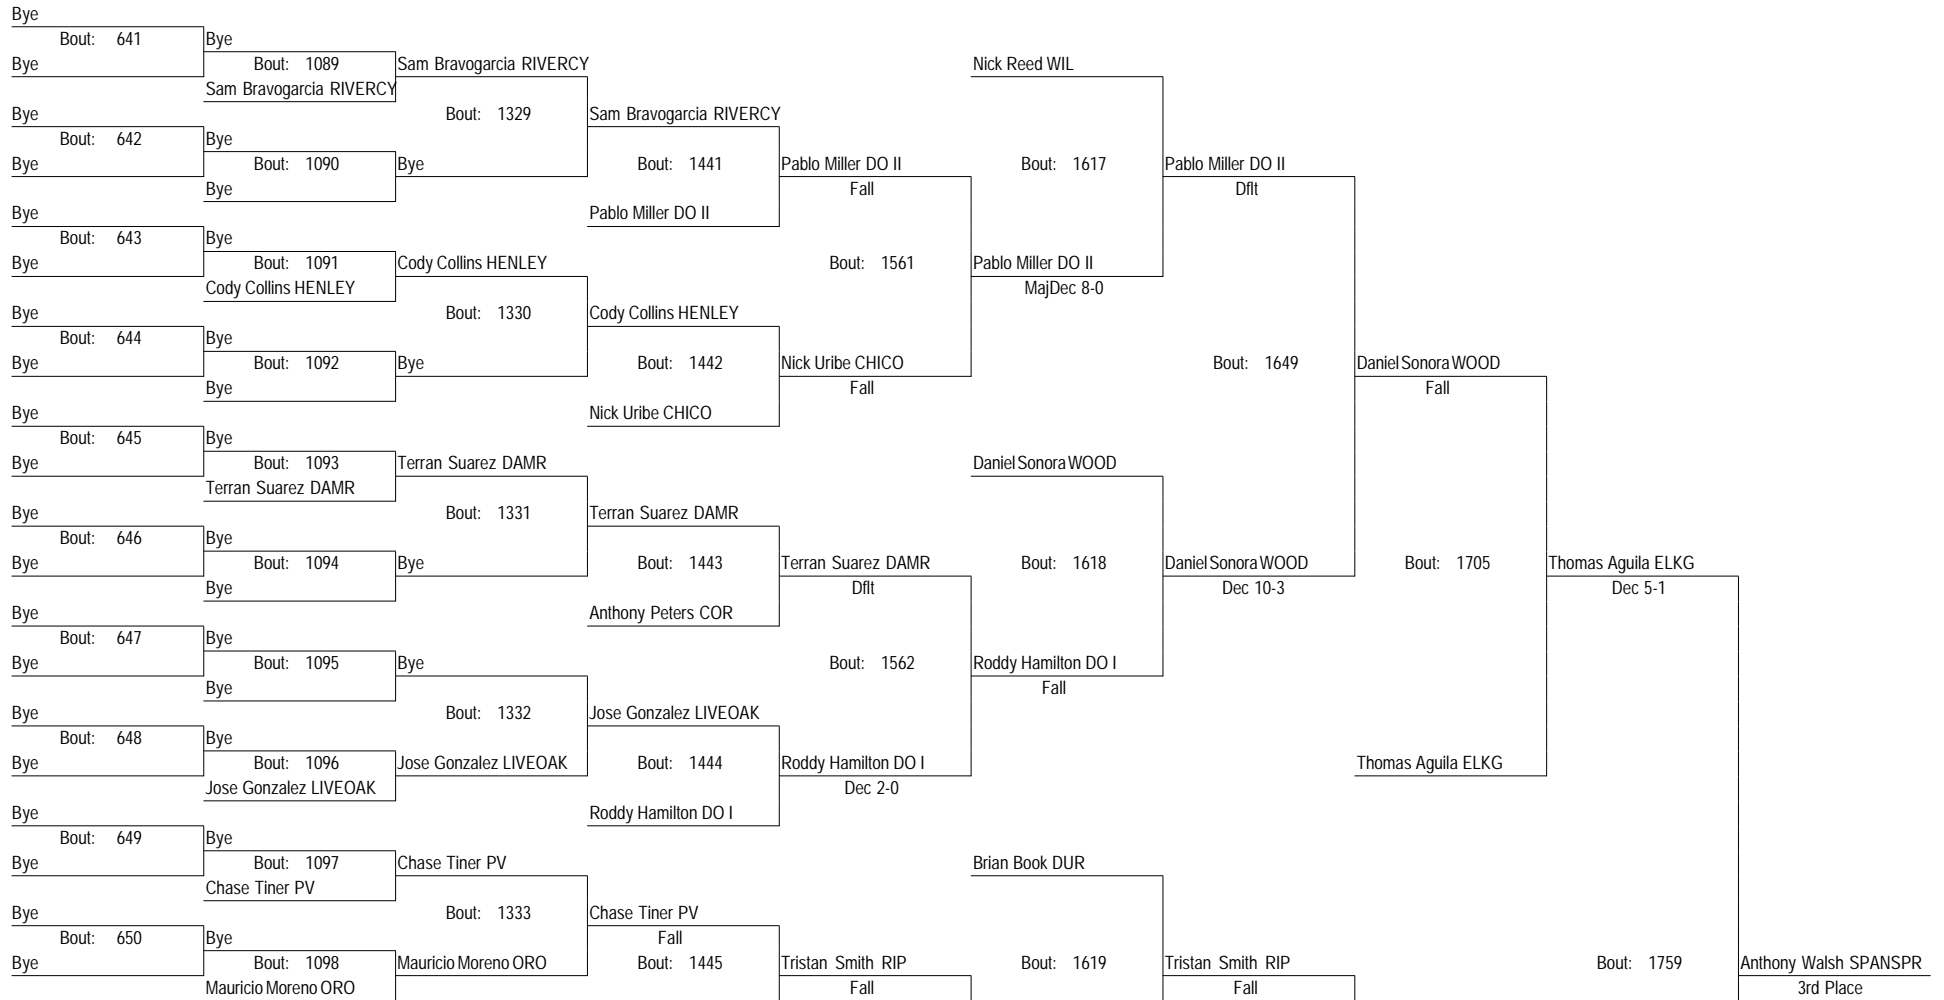 Bye
Bout: 641 Bye
Bye Bout: 1089 Sam Bravogarcia RIVERCY Nick Reed WIL
Sam Bravogarcia RIVERCY
Bye Bout: 1329 Sam Bravogarcia RIVERCY
Bout: 642 Bye
Bye Bout: 1090 Bye Bout: 1441 Pablo Miller DO II Bout: 1617 Pablo Miller DO II
Bye Fall Dflt
Bye Pablo Miller DO II
Bout: 643 Bye
Bye Bout: 1091 Cody Collins HENLEY Bout: 1561 Pablo Miller DO II
Cody Collins HENLEY MajDec 8-0
Bye Bout: 1330 Cody Collins HENLEY
Bout: 644 Bye
Bye Bout: 1092 Bye Bout: 1442 Nick Uribe CHICO Bout: 1649 Daniel Sonora WOOD
Bye Fall Fall
Bye Nick Uribe CHICO
Bout: 645 Bye
Bye Bout: 1093 Terran Suarez DAMR Daniel Sonora WOOD
Terran Suarez DAMR
Bye Bout: 1331 Terran Suarez DAMR
Bout: 646 Bye
Bye Bout: 1094 Bye Bout: 1443 Terran Suarez DAMR Bout: 1618 Daniel Sonora WOOD Bout: 1705 Thomas Aguila ELKG
Bye Dflt Dec 10-3 Dec 5-1
Bye Anthony Peters COR
Bout: 647 Bye
Bye Bout: 1095 Bye Bout: 1562 Roddy Hamilton DO I
Bye Fall
Bye Bout: 1332 Jose Gonzalez LIVEOAK
Bout: 648 Bye
Bye Bout: 1096 Jose Gonzalez LIVEOAK Bout: 1444 Roddy Hamilton DO I Thomas Aguila ELKG
Jose Gonzalez LIVEOAK Dec 2-0
Bye Roddy Hamilton DO I
Bout: 649 Bye
Bye Bout: 1097 Chase Tiner PV Brian Book DUR
Chase Tiner PV
Bye Bout: 1333 Chase Tiner PV
Bout: 650 Bye Fall
Bye Bout: 1098 Mauricio Moreno ORO Bout: 1445 Tristan Smith RIP Bout: 1619 Tristan Smith RIP Bout: 1759 Anthony Walsh SPANSPR
Mauricio Moreno ORO Fall Fall 3rd Place